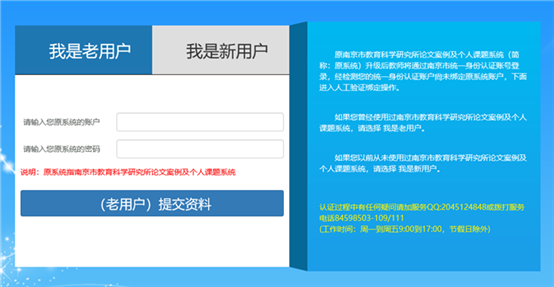 我是老用户
我是新用户
请输入您原系统的账户
请输入您原系统的密码
说明：原系统指南京市教育科学研究所论文案例及个人课题系统
（老用户）提交资料
原南京市教育科学研究所论文案例及个人课题系统（简
称：原系统）升级后教师将通过南京市统一身份认证账号登
录，经检测您的统一身份认证账户尚未绑定原系统账户，下面
进入人工验证绑定操作。
如果您曾经使用过南京市教育科学研究所论文案例及个人
课题系统，请选择 我是老用户。
如果您以前从未使用过南京市教育科学研究所论文案例及
个人课题系统，请选择 我是新用户。
认证过程中有任何疑问请加服务QQ:2045124848或拨打服务
电话84598503-109/111
(工作时间：周一到周五9:00到17:00，节假日除外)